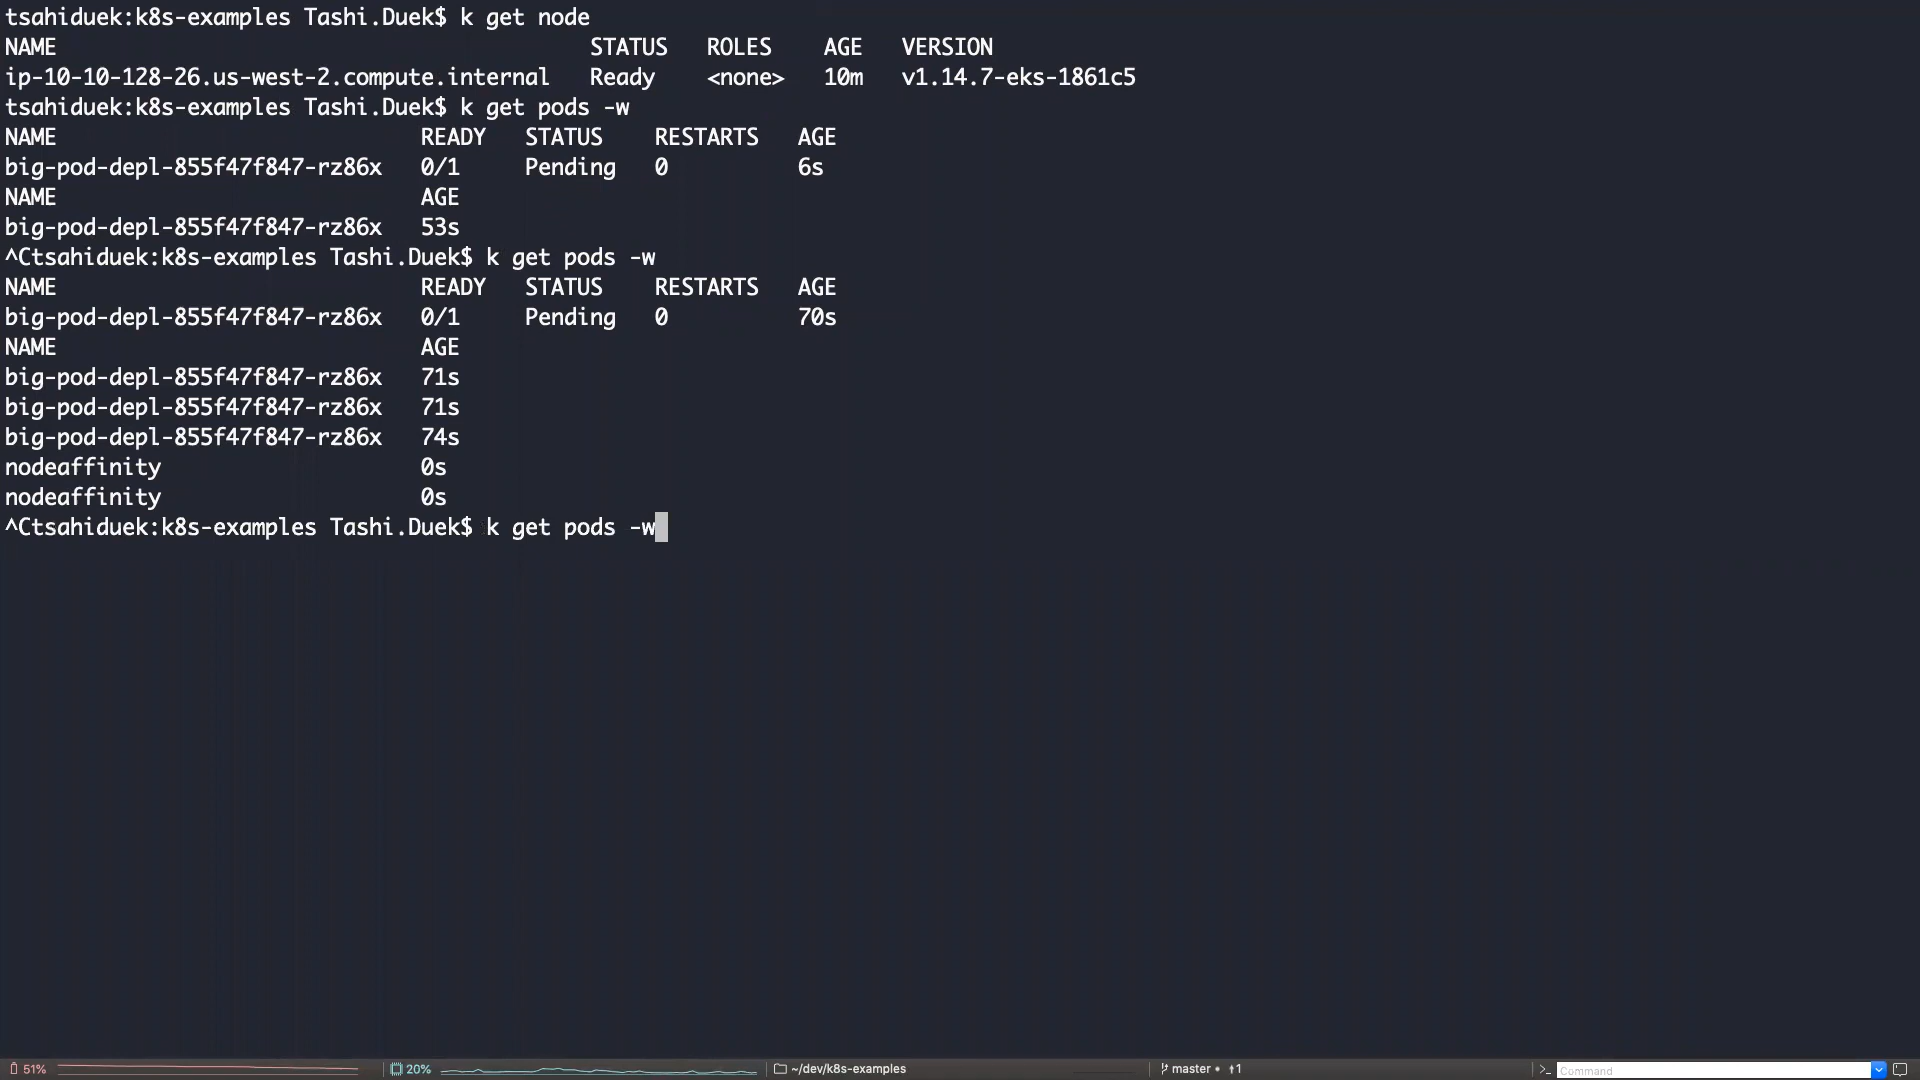 tsahiduek:k8s-examples Tashi.Duek$ k get node
NAME STATUS ROLES AGE VERSION
ip-10-10-128-26.us-west-2.compute.internal Ready <none> 10m v1.14.7-eks-1861c5
tsahiduek:k8s-examples Tashi.Duek$ k get pods -w
NAME READY STATUS RESTARTS AGE
big-pod-depl-855f47f847-rz86x 0/1 Pending 0 6s
NAME AGE
big-pod-depl-855f47f847-rz86x 53s
^Ctsahiduek:k8s-examples Tashi.Duek$ k get pods -w
NAME READY STATUS RESTARTS AGE
big-pod-depl-855f47f847-rz86x 0/1 Pending 0 70s
NAME AGE
big-pod-depl-855f47f847-rz86x 71s
big-pod-depl-855f47f847-rz86x 71s
big-pod-depl-855f47f847-rz86x 74s
nodeaffinity 0s
nodeaffinity 0s
^Ctsahiduek:k8s-examples Tashi.Duek$ k get pods -w
51% 20% ~/dev/k8s-examples master • ↑1 >_ Command